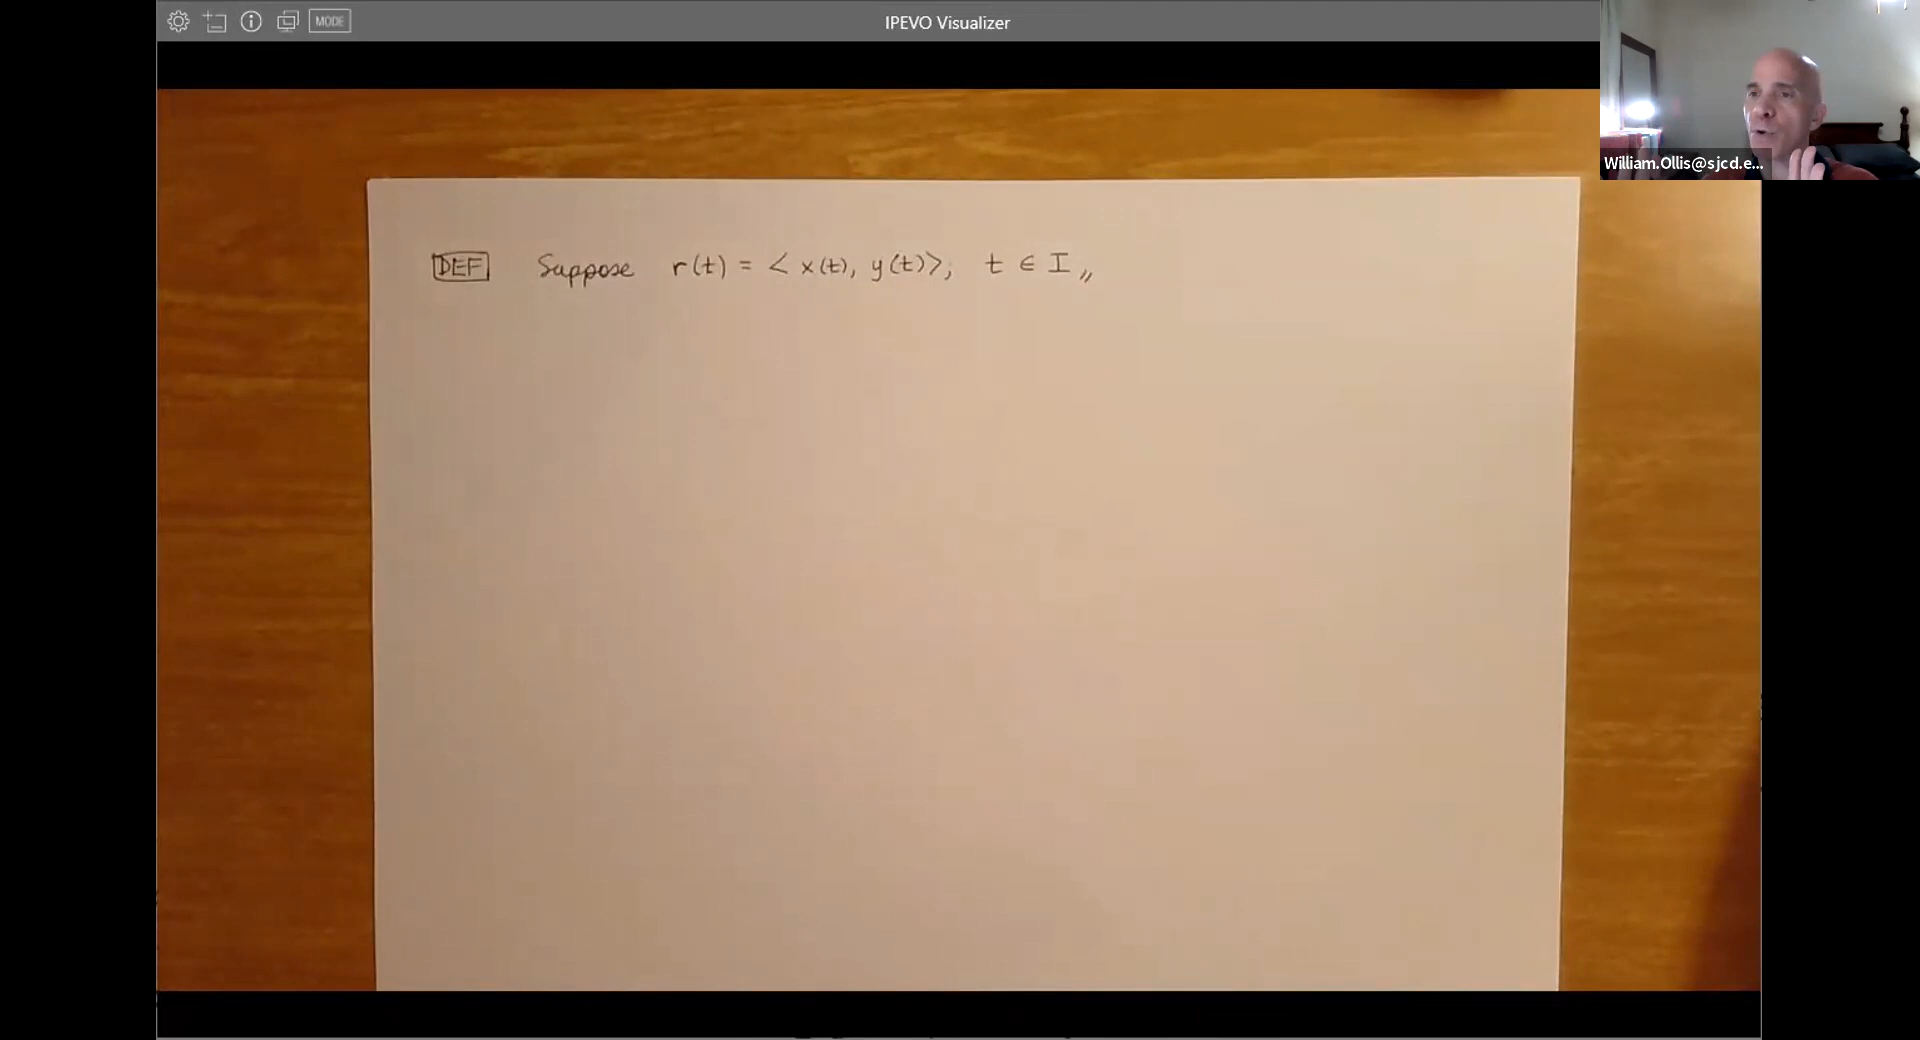 MODE
IPEVO Visualizer
William.Ollis@sjcd.e...
DEF Suppose r(t) = < x(t), y(t)>, t ∈ I,,